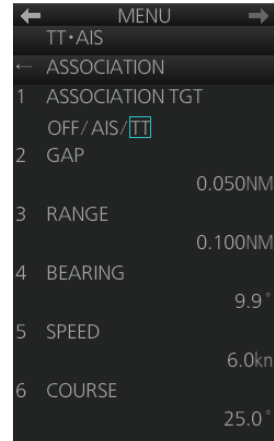 ← MENU →
TT•AIS
← ASSOCIATION
1 ASSOCIATION TGT
OFF/AIS/TT
2 GAP
0.050NM
3 RANGE
0.100NM
4 BEARING
9.9°
5 SPEED
6.0kn
6 COURSE
25.0°